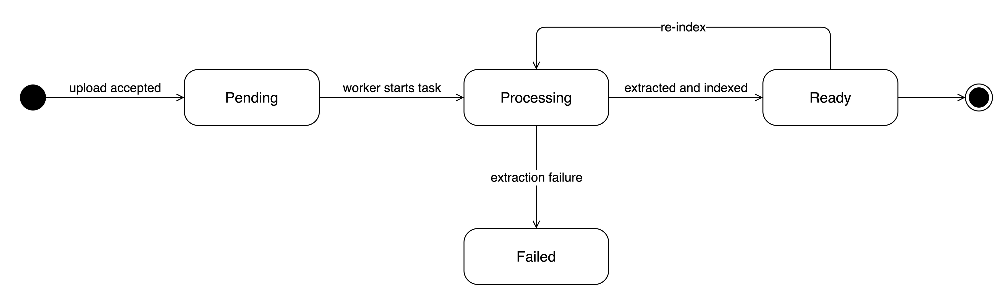 re-index
upload accepted
Pending
worker starts task
Processing
extracted and indexed
Ready
extraction failure
Failed